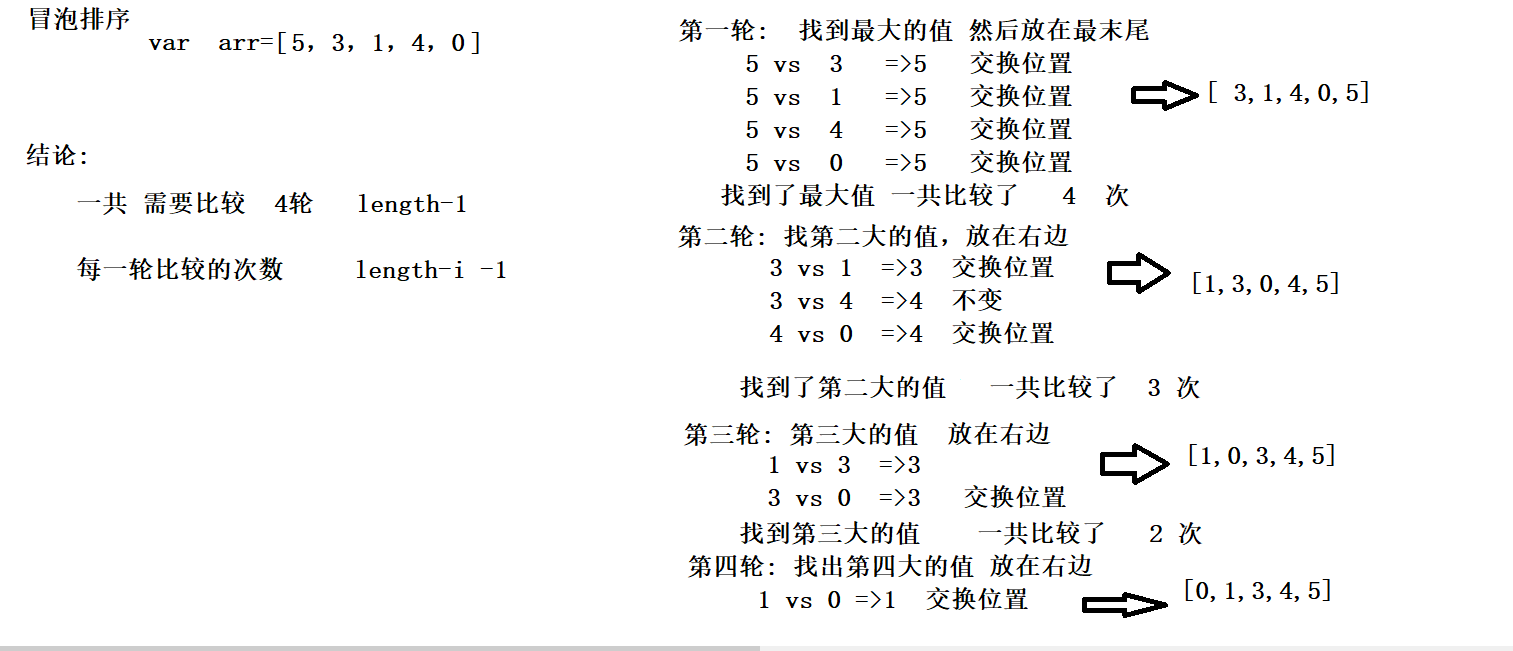 冒泡排序
var arr=[5, 3, 1, 4, 0]
结论:
一共 需要比较 4轮 length-1
每一轮比较的次数 length-i -1
第一轮: 找到最大的值 然后放在最末尾
5 vs 3 =>5 交换位置
5 vs 1 =>5 交换位置
[ 3,1,4,0,5]
5 vs 4 =>5 交换位置
5 vs 0 =>5 交换位置
找到了最大值 一共比较了 4 次
第二轮: 找第二大的值, 放在右边
3 vs 1 =>3 交换位置
[1,3,0,4,5]
3 vs 4 =>4 不变
4 vs 0 =>4 交换位置
找到了第二大的值 一共比较了 3 次
第三轮: 第三大的值 放在右边
1 vs 3 =>3
[1,0,3,4,5]
3 vs 0 =>3 交换位置
找到第三大的值 一共比较了 2 次
第四轮: 找出第四大的值 放在右边
1 vs 0 =>1 交换位置
[0,1,3,4,5]